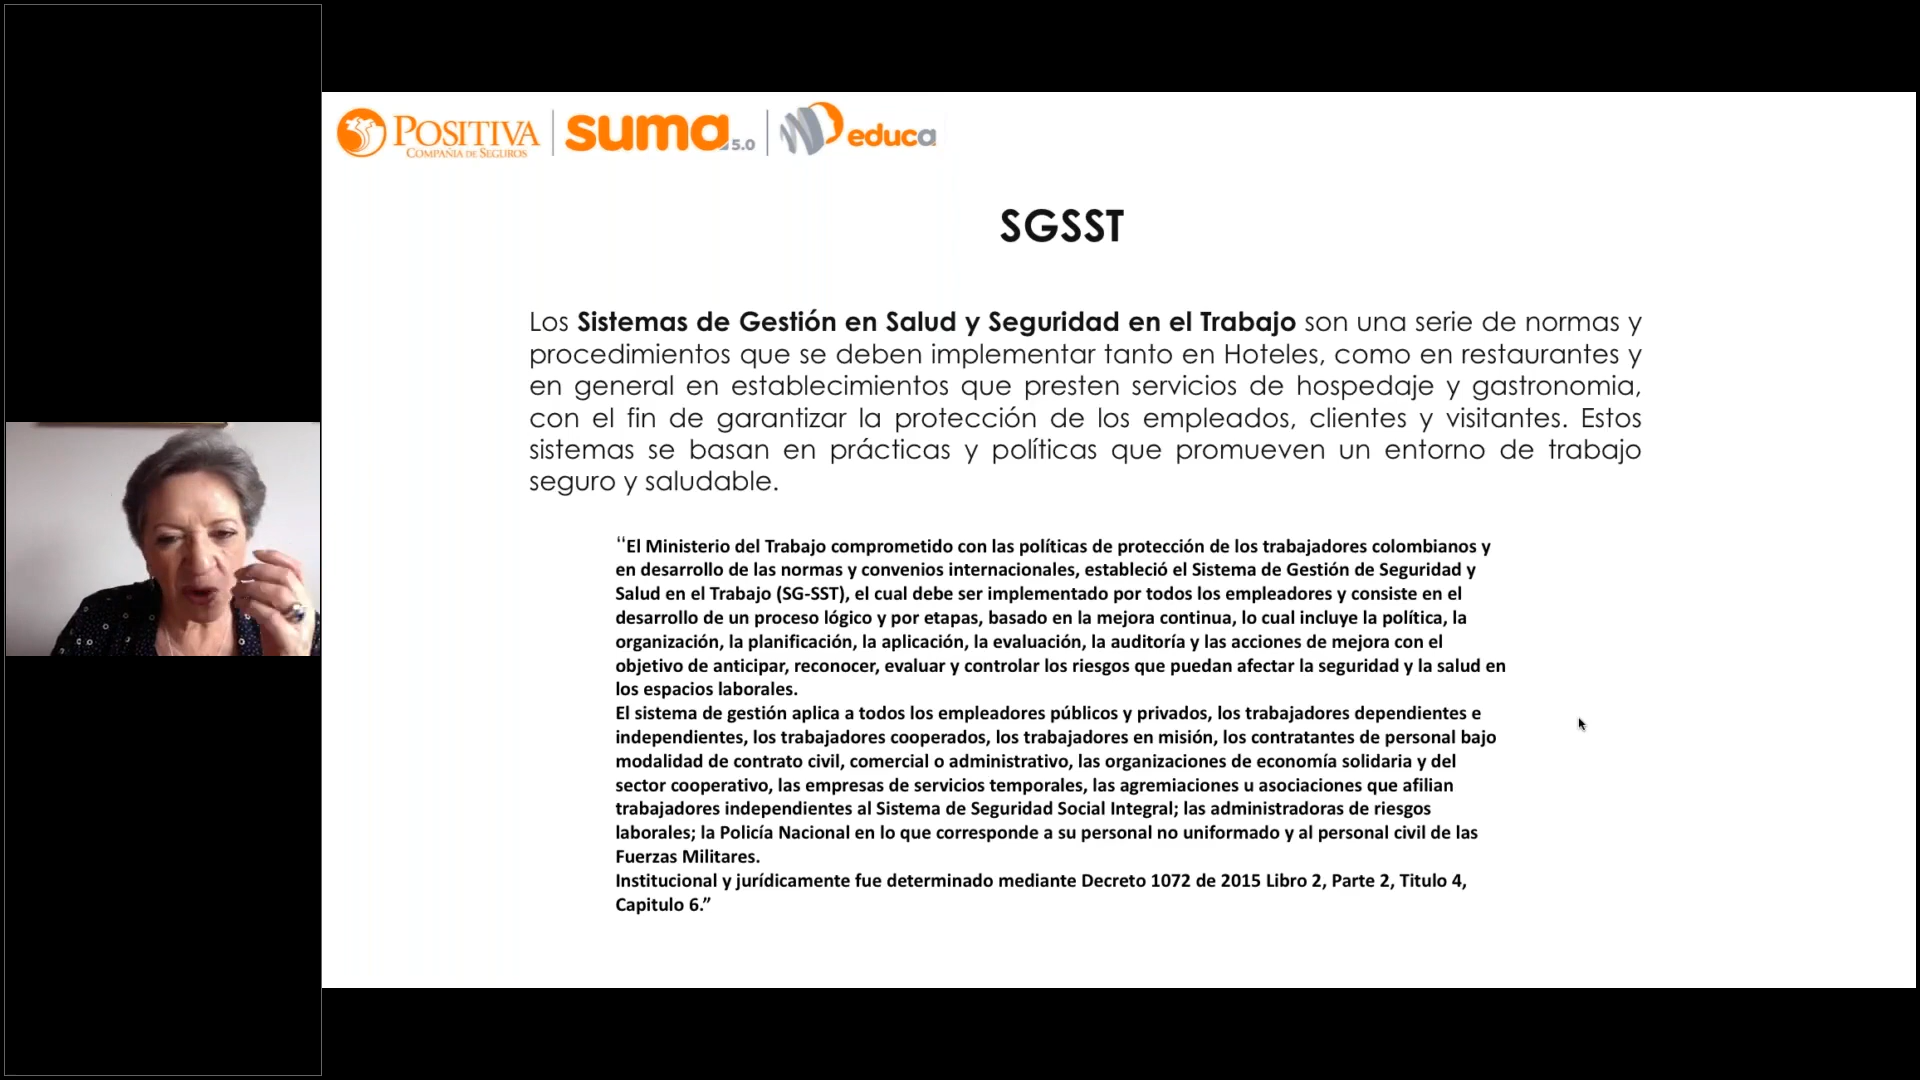 POSITIVA
COMPAÑIA DE SEGUROS
suma 5.0
educa
SGSST
Los Sistemas de Gestión en Salud y Seguridad en el Trabajo son una serie de normas y
procedimientos que se deben implementar tanto en Hoteles, como en restaurantes y
en general en establecimientos que presten servicios de hospedaje y gastronomia,
con el fin de garantizar la protección de los empleados, clientes y visitantes. Estos
sistemas se basan en prácticas y políticas que promueven un entorno de trabajo
seguro y saludable.
“El Ministerio del Trabajo comprometido con las políticas de protección de los trabajadores colombianos y
en desarrollo de las normas y convenios internacionales, estableció el Sistema de Gestión de Seguridad y
Salud en el Trabajo (SG-SST), el cual debe ser implementado por todos los empleadores y consiste en el
desarrollo de un proceso lógico y por etapas, basado en la mejora continua, lo cual incluye la política, la
organización, la planificación, la aplicación, la evaluación, la auditoría y las acciones de mejora con el
objetivo de anticipar, reconocer, evaluar y controlar los riesgos que puedan afectar la seguridad y la salud en
los espacios laborales.
El sistema de gestión aplica a todos los empleadores públicos y privados, los trabajadores dependientes e
independientes, los trabajadores cooperados, los trabajadores en misión, los contratantes de personal bajo
modalidad de contrato civil, comercial o administrativo, las organizaciones de economía solidaria y del
sector cooperativo, las empresas de servicios temporales, las agremiaciones u asociaciones que afilian
trabajadores independientes al Sistema de Seguridad Social Integral; las administradoras de riesgos
laborales; la Policía Nacional en lo que corresponde a su personal no uniformado y al personal civil de las
Fuerzas Militares.
Institucional y jurídicamente fue determinado mediante Decreto 1072 de 2015 Libro 2, Parte 2, Titulo 4,
Capitulo 6.”